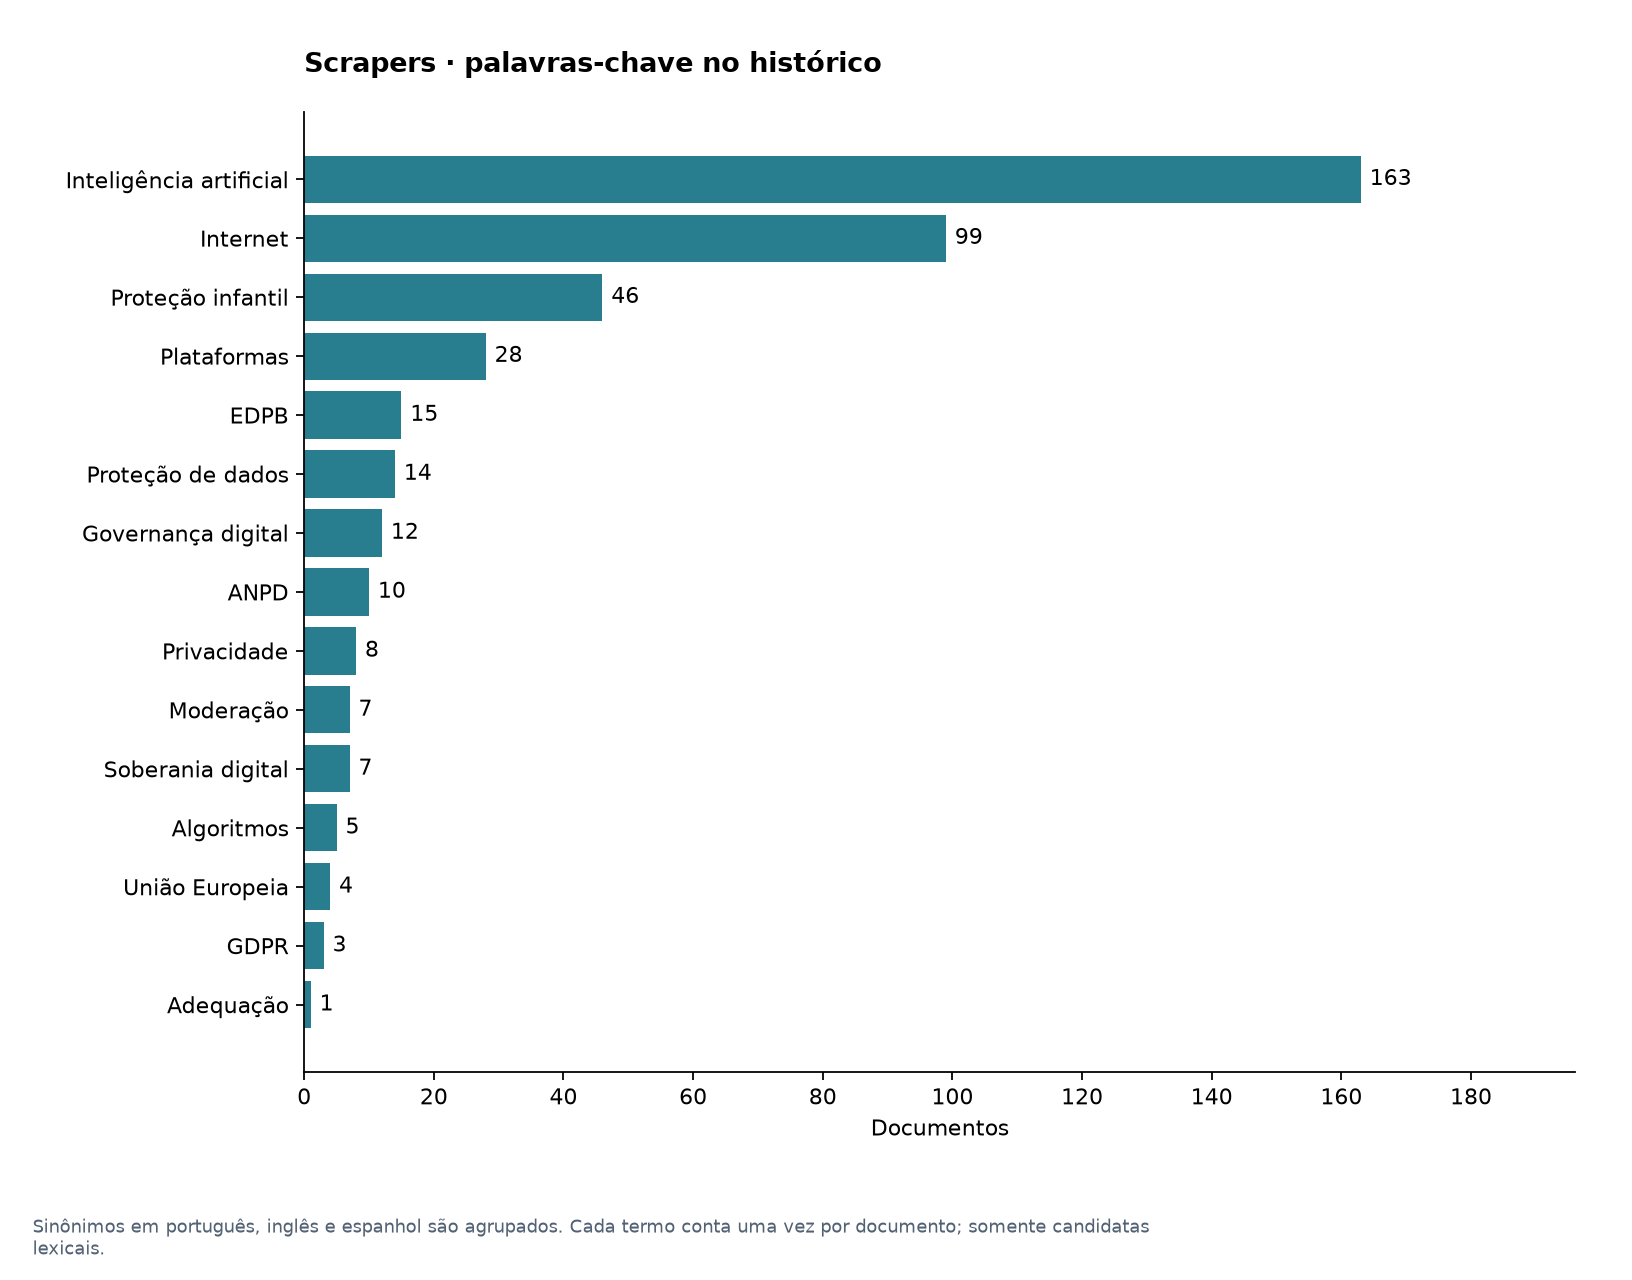 Scrapers · palavras-chave no histórico
Inteligência artificial 163
Internet 99
Proteção infantil 46
Plataformas 28
EDPB 15
Proteção de dados 14
Governança digital 12
ANPD 10
Privacidade 8
Moderação 7
Soberania digital 7
Algoritmos 5
União Europeia 4
GDPR 3
Adequação 1
0 20 40 60 80 100 120 140 160 180
Documentos
Sinônimos em português, inglês e espanhol são agrupados. Cada termo conta uma vez por documento; somente candidatas
lexicais.